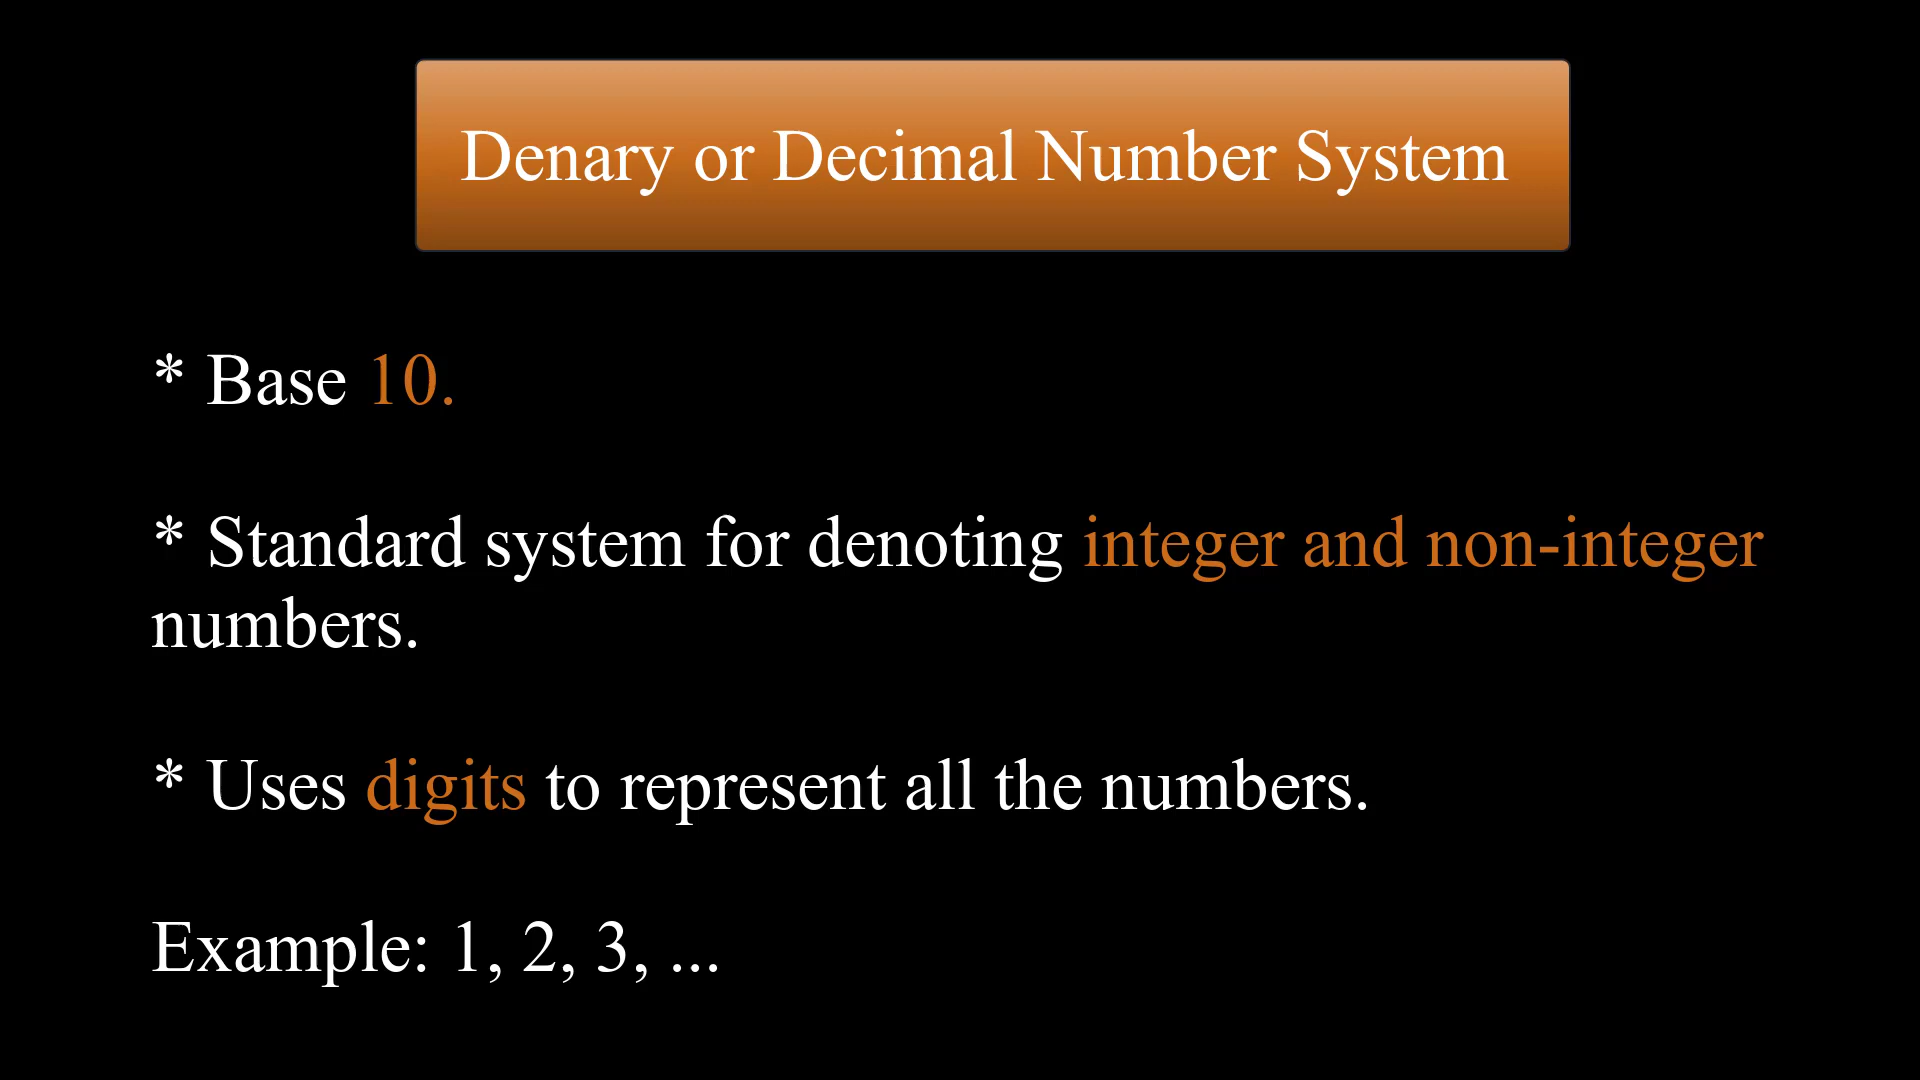 Denary or Decimal Number System
* Base 10.
* Standard system for denoting integer and non-integer
numbers.
* Uses digits to represent all the numbers.
Example: 1, 2, 3, ...